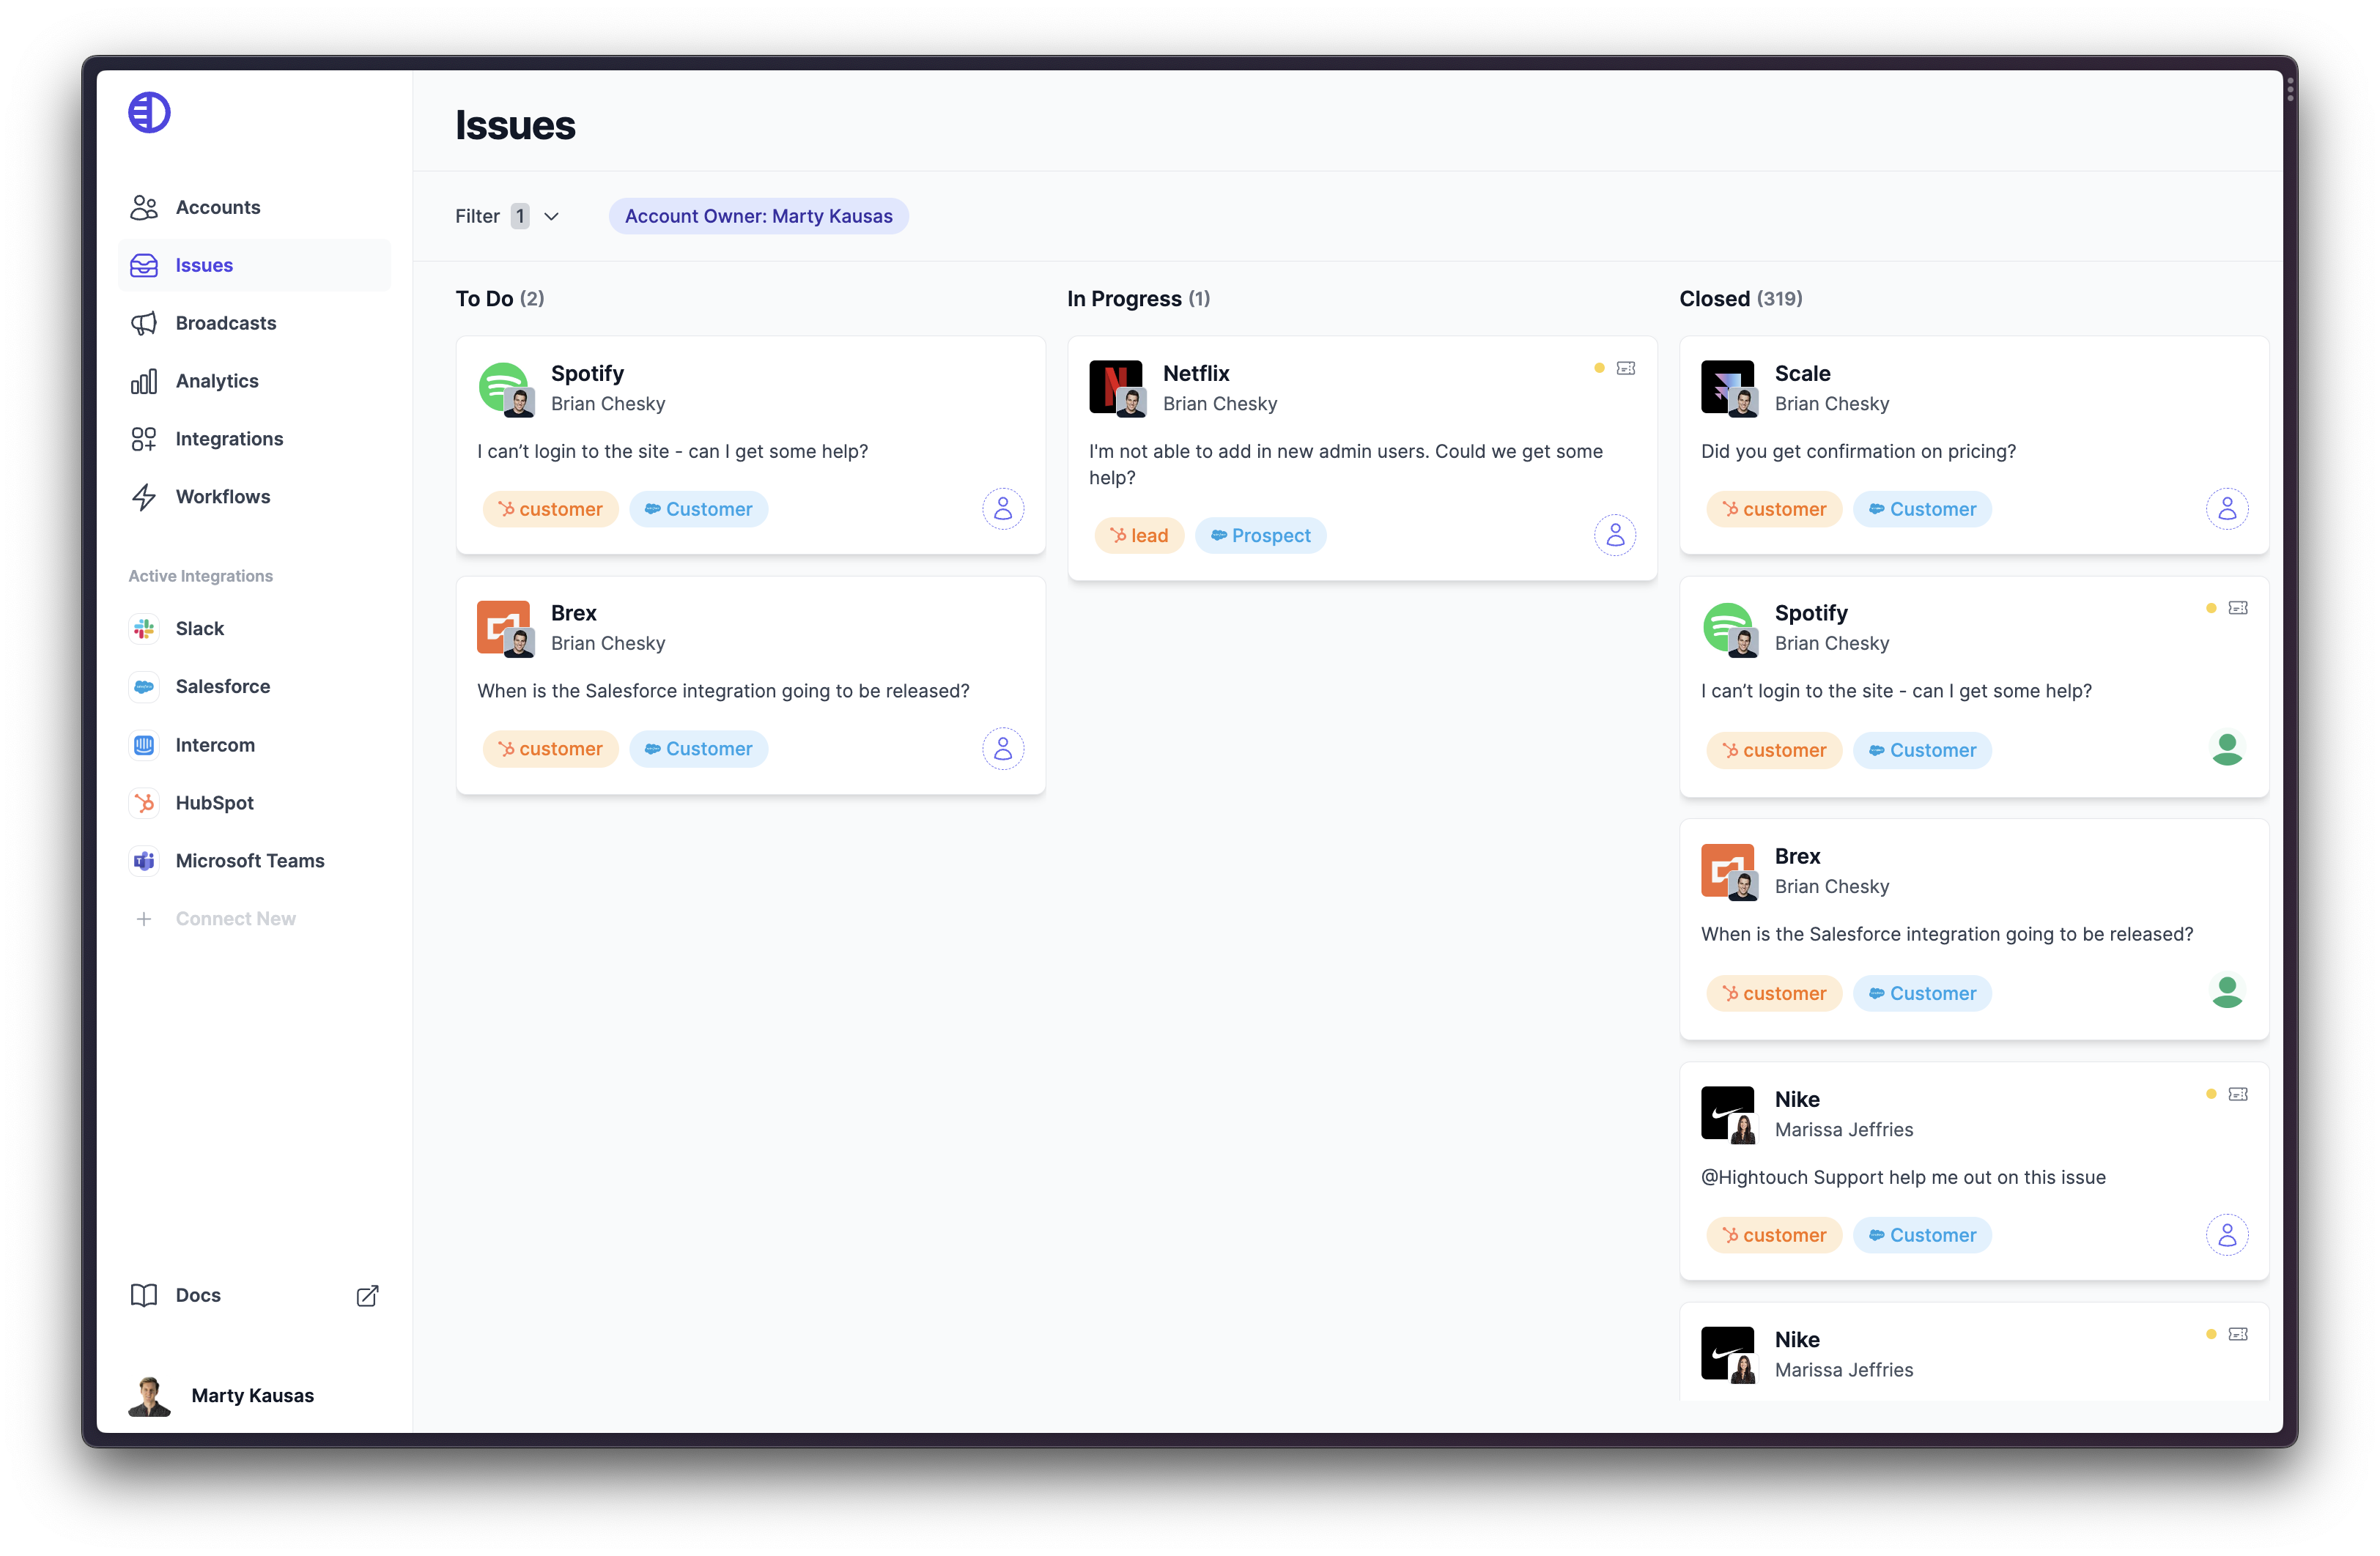 Issues
Accounts
Issues
Broadcasts
Analytics
Integrations
Workflows
Active Integrations
Slack
Salesforce
Intercom
HubSpot
Microsoft Teams
Connect New
Docs
Marty Kausas
Filter 1
Account Owner: Marty Kausas
To Do (2)
Spotify
Brian Chesky
I can’t login to the site - can I get some help?
customer Customer
Brex
Brian Chesky
When is the Salesforce integration going to be released?
customer Customer
In Progress (1)
Netflix
Brian Chesky
I'm not able to add in new admin users. Could we get some
help?
lead Prospect
Closed (319)
Scale
Brian Chesky
Did you get confirmation on pricing?
customer Customer
Spotify
Brian Chesky
I can’t login to the site - can I get some help?
customer Customer
Brex
Brian Chesky
When is the Salesforce integration going to be released?
customer Customer
Nike
Marissa Jeffries
@Hightouch Support help me out on this issue
customer Customer
Nike
Marissa Jeffries